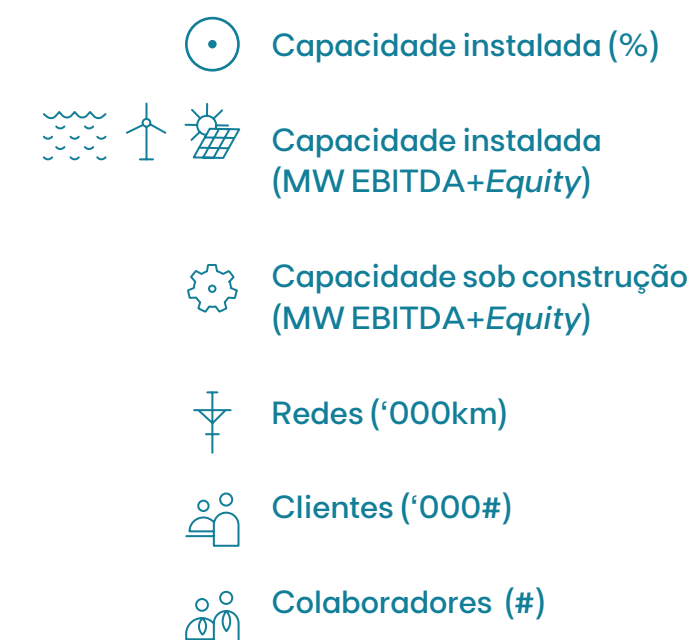 Capacidade instalada (%)
Capacidade instalada
(MW EBITDA+Equity)
Capacidade sob construção
(MW EBITDA+Equity)
Redes (‘000km)
Clientes (‘000#)
Colaboradores (#)